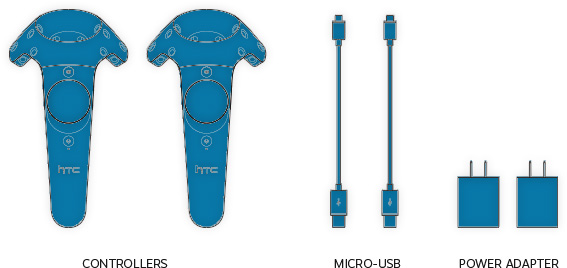 hTC hTC
CONTROLLERS MICRO-USB POWER ADAPTER